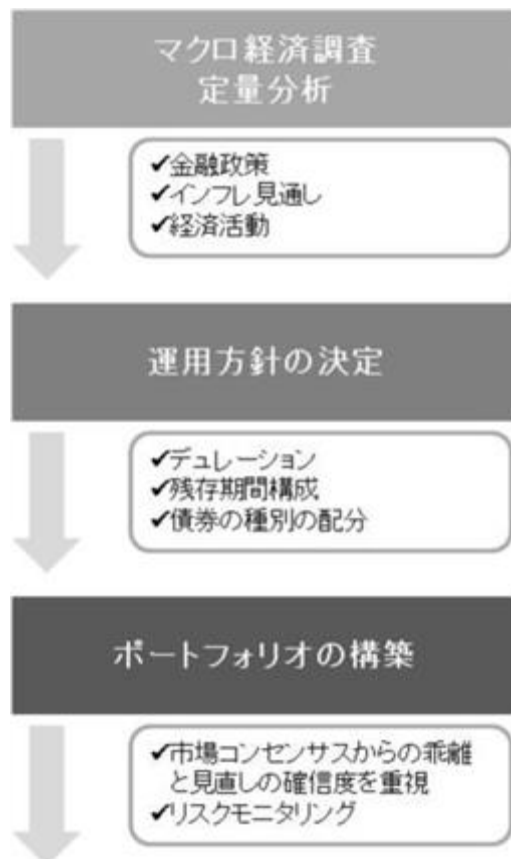 マクロ経済調査
定量分析
✓金融政策
✓インフレ見通し
✓経済活動
運用方針の決定
✓デュレーション
✓残存期間構成
✓債券の種別の配分
ポートフォリオの構築
✓市場コンセンサスからの乖離
と見直しの確信度を重視
✓リスクモニタリング